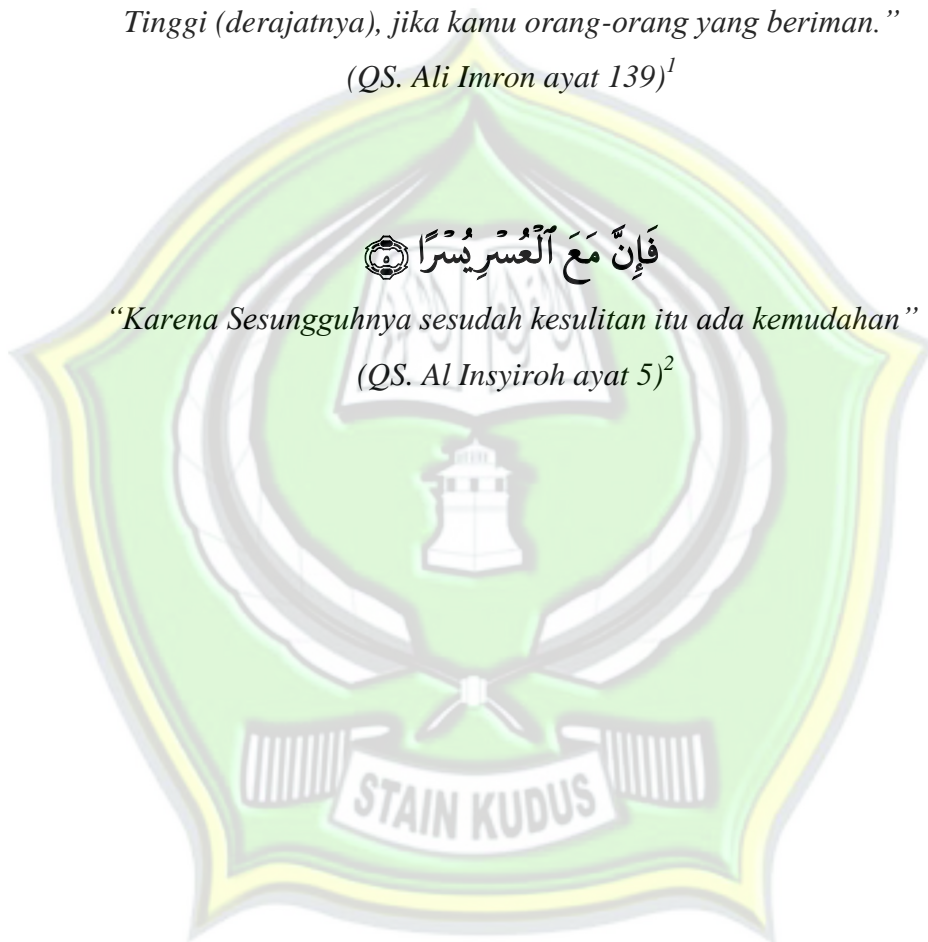 Tinggi (derajatnya), jika kamu orang-orang yang beriman.”
(QS. Ali Imron ayat 139)1
فَإِنَّ مَعَ ٱلْعُسْرِ يُسْرًا ۝٥
“Karena Sesungguhnya sesudah kesulitan itu ada kemudahan”
(QS. Al Insyiroh ayat 5)2
STAIN KUDUS